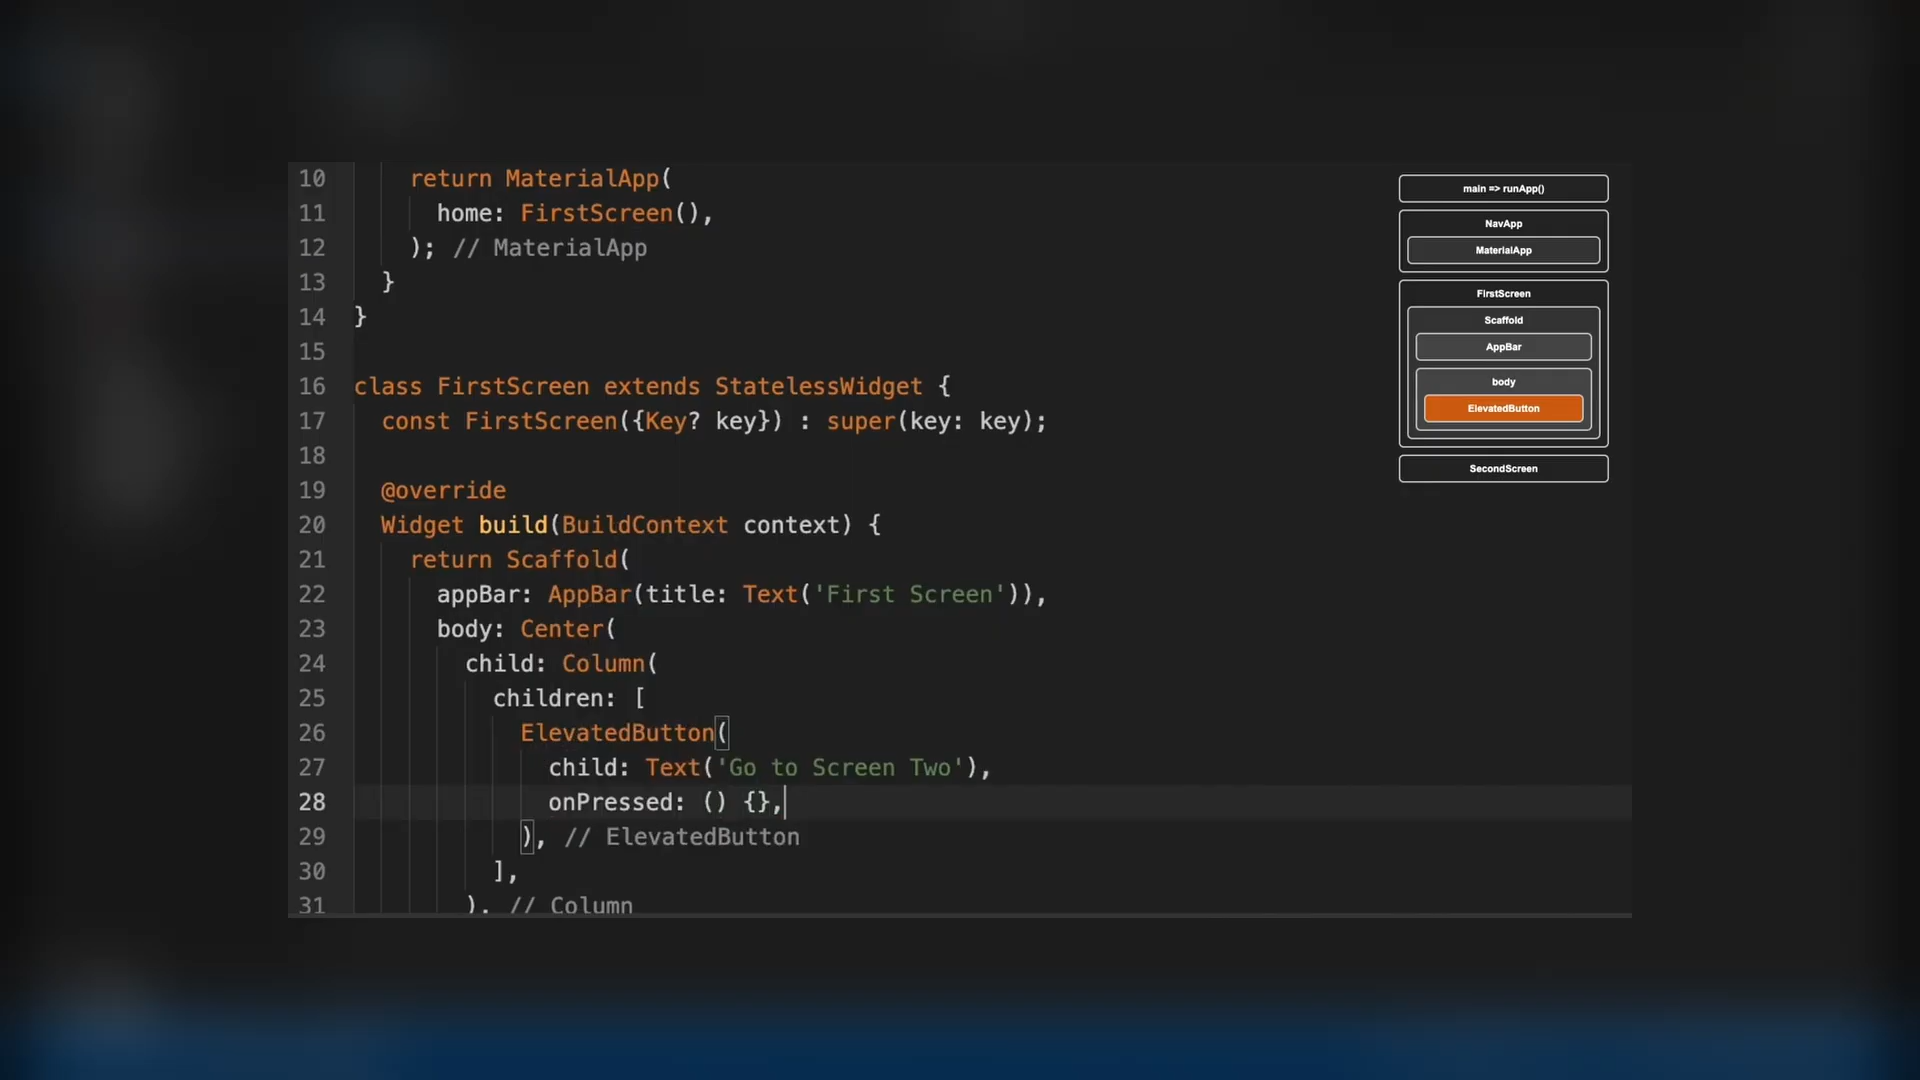 10 return MaterialApp(
11 home: FirstScreen(),
12 ); // MaterialApp
13 }
14 }
15
16 class FirstScreen extends StatelessWidget {
17 const FirstScreen({Key? key}) : super(key: key);
18
19 @override
20 Widget build(BuildContext context) {
21 return Scaffold(
22 appBar: AppBar(title: Text('First Screen')),
23 body: Center(
24 child: Column(
25 children: [
26 ElevatedButton(
27 child: Text('Go to Screen Two'),
28 onPressed: () {},
29 ), // ElevatedButton
30 ],
31 ), // Column
main => runApp()
NavApp
MaterialApp
FirstScreen
Scaffold
AppBar
body
ElevatedButton
SecondScreen